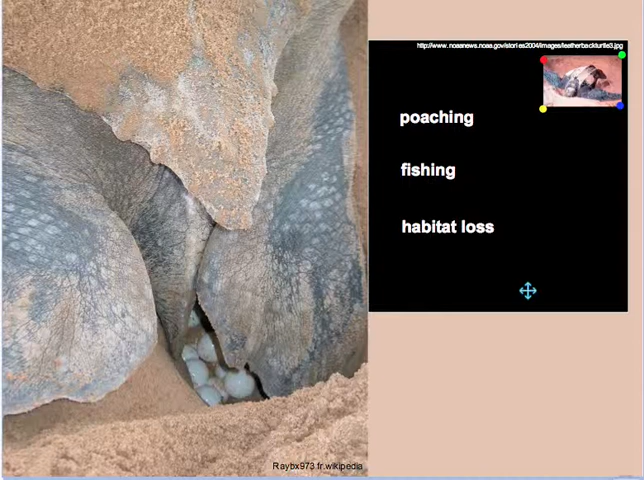 http://www.noaanews.noaa.gov/stories2004/images/leatherbackturtle3.jpg
poaching
fishing
habitat loss
Raybx973 fr.wikipedia